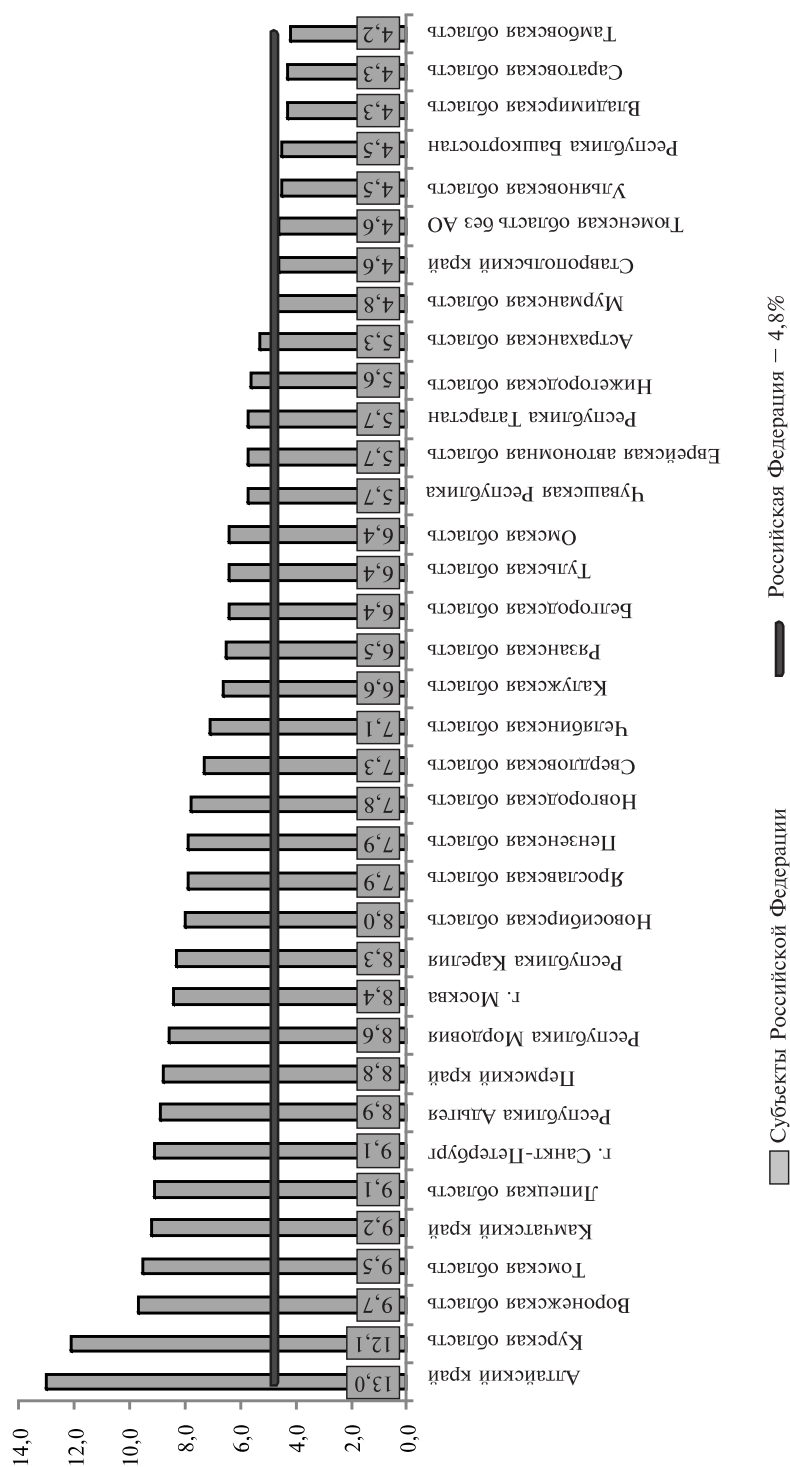 14,0
12,0
10,0
8,0
6,0
4,0
2,0
0,0
13,0
Алтайский край
12,1
Курская область
9,7
Воронежская область
9,5
Томская область
9,2
Камчатский край
9,1
Липецкая область
9,1
г. Санкт-Петербург
8,9
Республика Адыгея
8,8
Пермский край
8,6
Республика Мордовия
8,4
г. Москва
8,3
Республика Карелия
8,0
Новосибирская область
7,9
Ярославская область
7,9
Пензенская область
7,8
Новгородская область
7,3
Свердловская область
7,1
Челябинская область
6,6
Калужская область
6,5
Рязанская область
6,4
Белгородская область
6,4
Тульская область
6,4
Омская область
5,7
Чувашская Республика
5,7
Еврейская автономная область
5,7
Республика Татарстан
5,6
Нижегородская область
5,3
Астраханская область
4,8
Мурманская область
4,6
Ставропольский край
4,6
Тюменская область без АО
4,5
Ульяновская область
4,5
Республика Башкортостан
4,3
Владимирская область
4,3
Саратовская область
4,2
Тамбовская область
Субъекты Российской Федерации
Российская Федерация – 4,8%